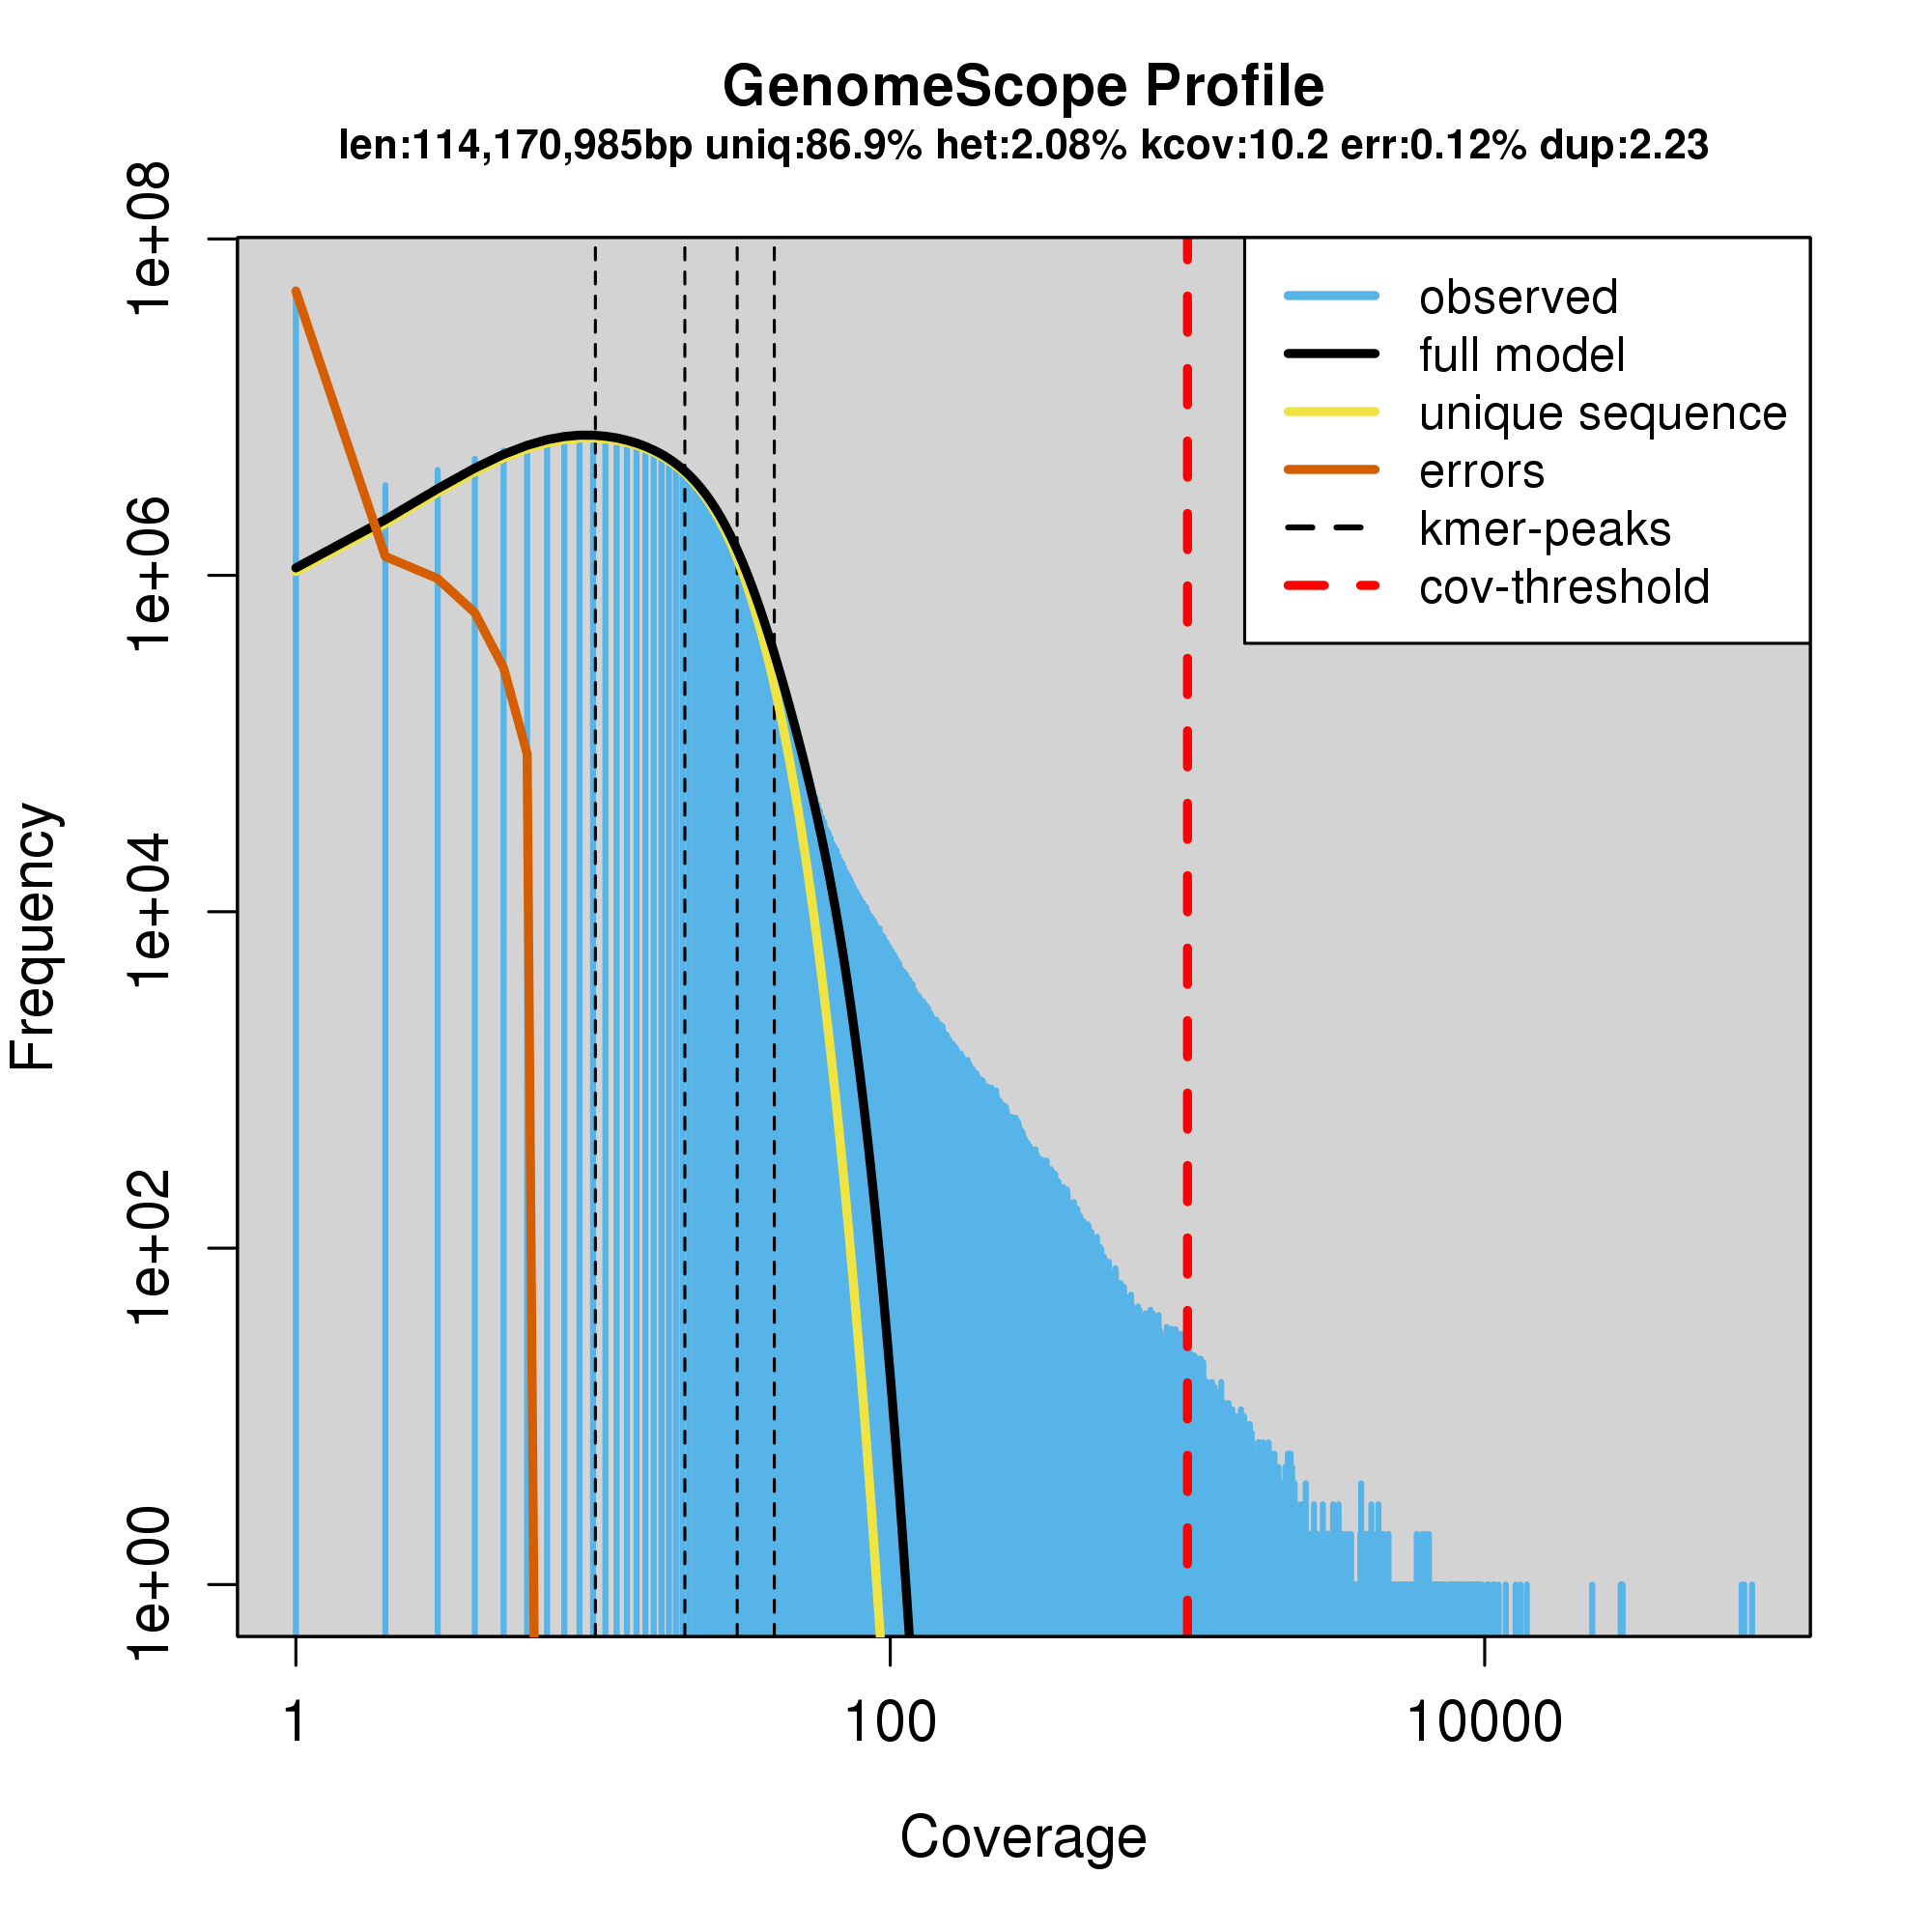 GenomeScope Profile
len:114,170,985bp uniq:86.9% het:2.08% kcov:10.2 err:0.12% dup:2.23
observed
full model
unique sequence
errors
kmer-peaks
cov-threshold
Frequency
1e+08
1e+06
1e+04
1e+02
1e+00
1
100
10000
Coverage